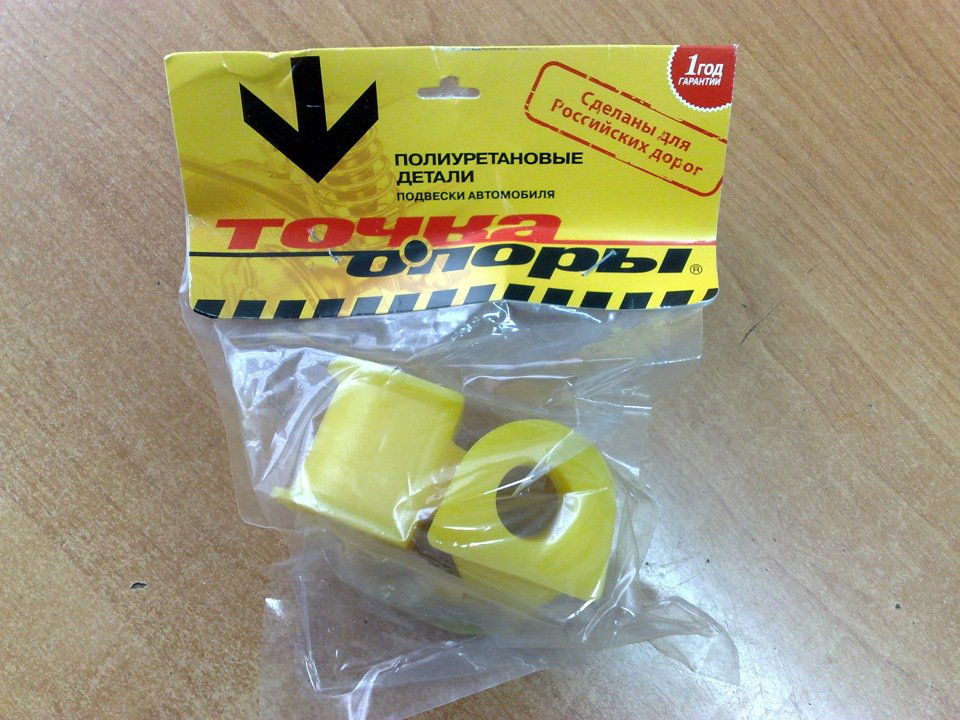 1 ГОД
ГАРАНТИИ
Сделаны для
Российских дорог
ПОЛИУРЕТАНОВЫЕ
ДЕТАЛИ
ПОДВЕСКИ АВТОМОБИЛЯ
точка
опоры®